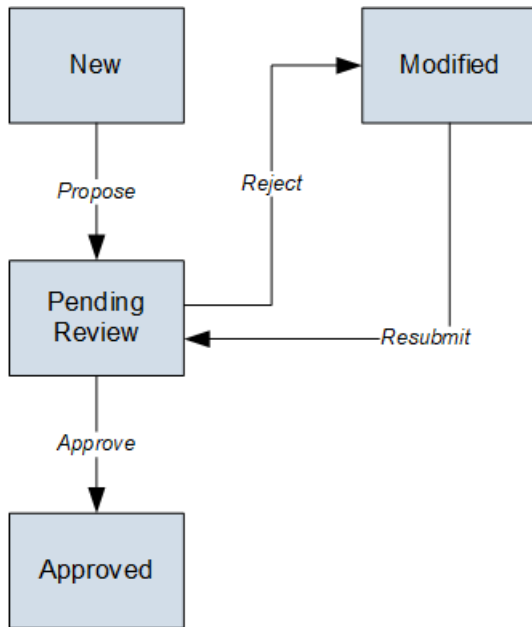 New
Modified
Propose
Reject
Pending
Review
Resubmit
Approve
Approved